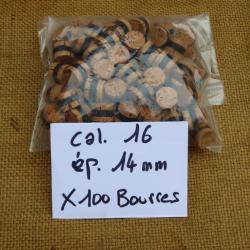 cal. 16
ép. 14 mm
X 100 Bourres